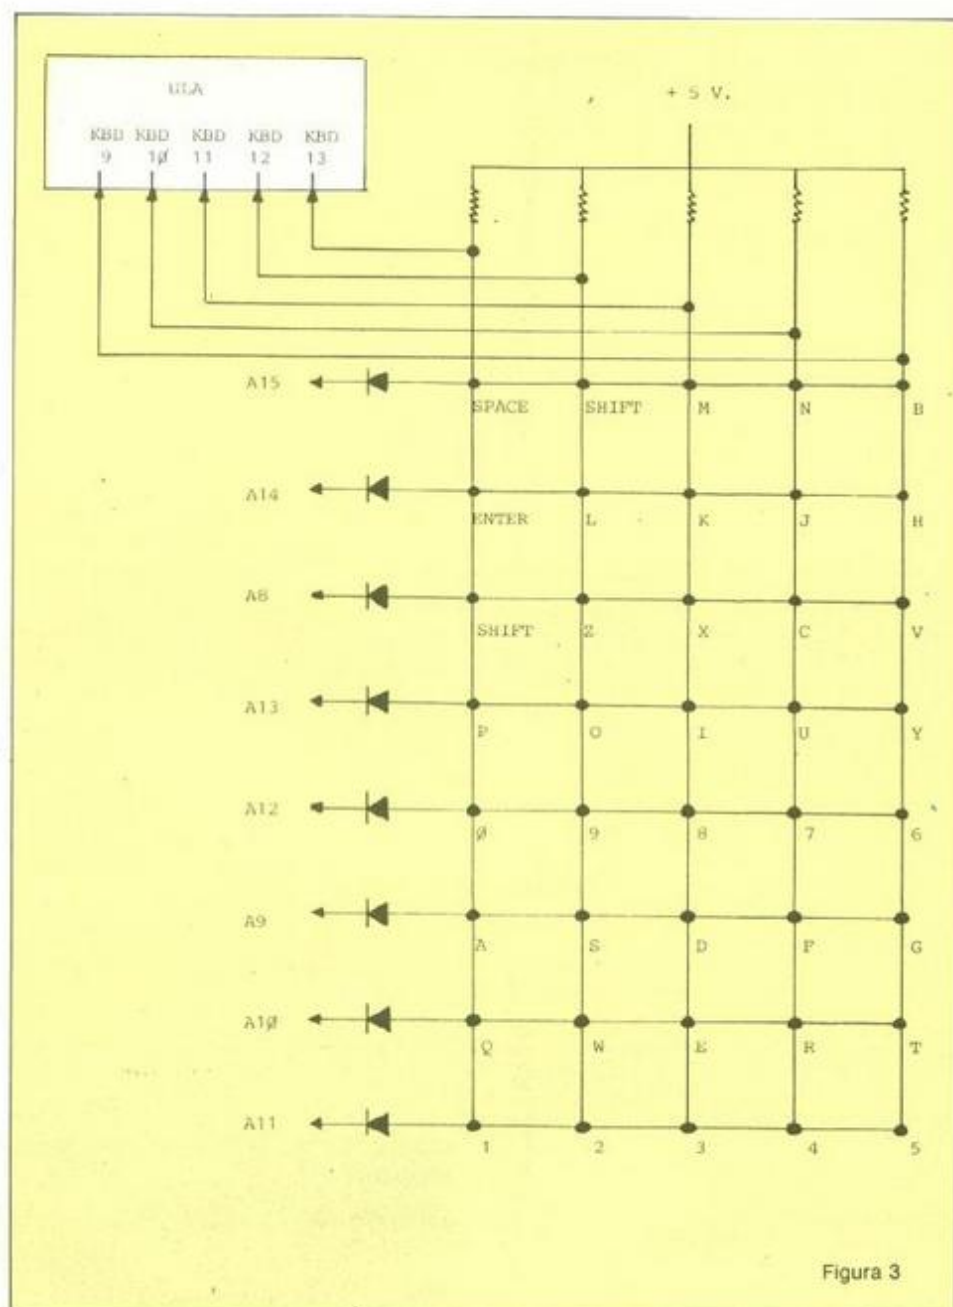 ULA
+ 5 V.
KBD KBD KBD KBD KBD
9 1Ø 11 12 13
A15
SPACE SHIFT M N B
A14
ENTER L K J H
A8
SHIFT Z X C V
A13
P O I U Y
A12
Ø 9 8 7 6
A9
A S D F G
A1Ø
Q W E R T
A11
1 2 3 4 5
Figura 3